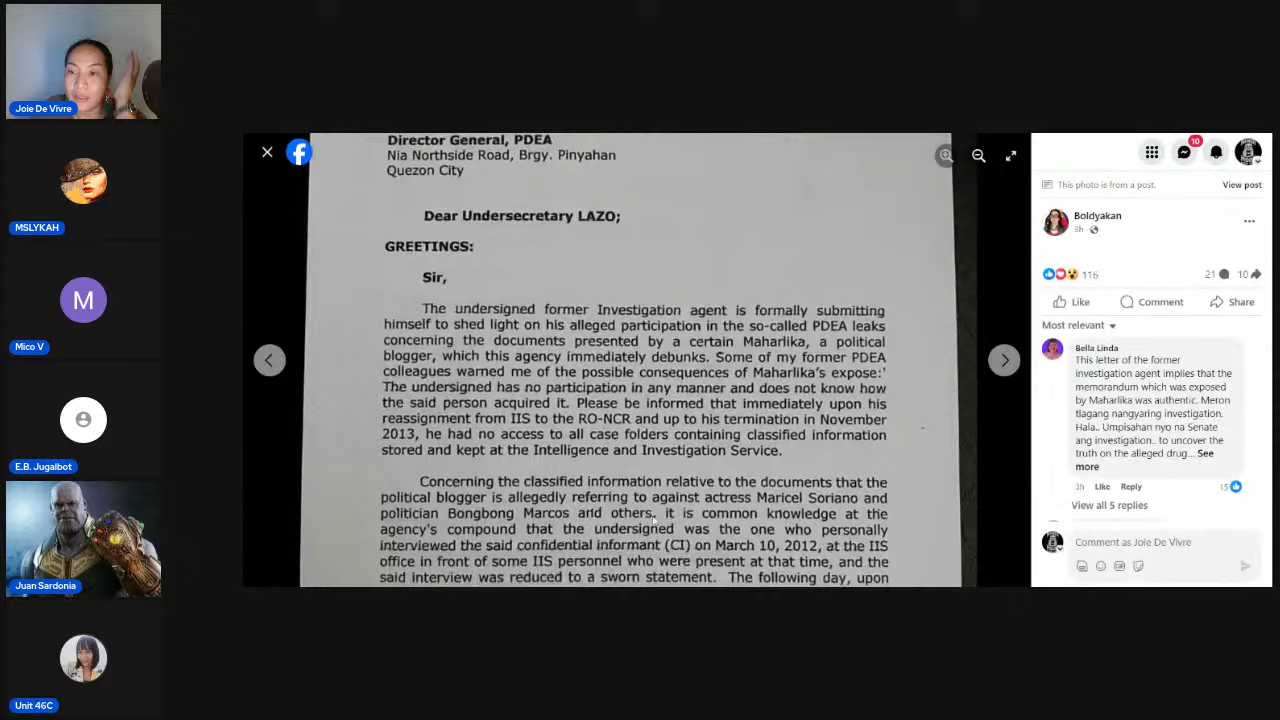 Joie De Vivre
MSLYKAH
M
Mico V
E.B. Jugalbot
Juan Sardonia
Unit 46C
Director General, PDEA
Nia Northside Road, Brgy. Pinyahan
Quezon City
Dear Undersecretary LAZO;
GREETINGS:
Sir,
The undersigned former Investigation agent is formally submitting
himself to shed light on his alleged participation in the so-called PDEA leaks
concerning the documents presented by a certain Maharlika, a political
blogger, which this agency immediately debunks. Some of my former PDEA
colleagues warned me of the possible consequences of Maharlika's expose:'
The undersigned has no participation in any manner and does not know how
the said person acquired it. Please be informed that immediately upon his
reassignment from IIS to the RO-NCR and up to his termination in November
2013, he had no access to all case folders containing classified information
stored and kept at the Intelligence and Investigation Service.
Concerning the classified information relative to the documents that the
political blogger is allegedly referring to against actress Maricel Soriano and
politician Bongbong Marcos and others, it is common knowledge at the
agency's compound that the undersigned was the one who personally
interviewed the said confidential informant (CI) on March 10, 2012, at the IIS
office in front of some IIS personnel who were present at that time, and the
said interview was reduced to a sworn statement. The following day, upon
10
This photo is from a post.
View post
Boldyakan
3h
116
21
10
Like
Comment
Share
Most relevant
Bella Linda
This letter of the former
investigation agent implies that the
memorandum which was exposed
by Maharlika was authentic. Meron
tlagang nangyaring investigation.
Hala.. Umpisahan nyo na Senate
ang investigation.. to uncover the
truth on the alleged drug... See
more
3h Like Reply 15
View all 5 replies
Comment as Joie De Vivre